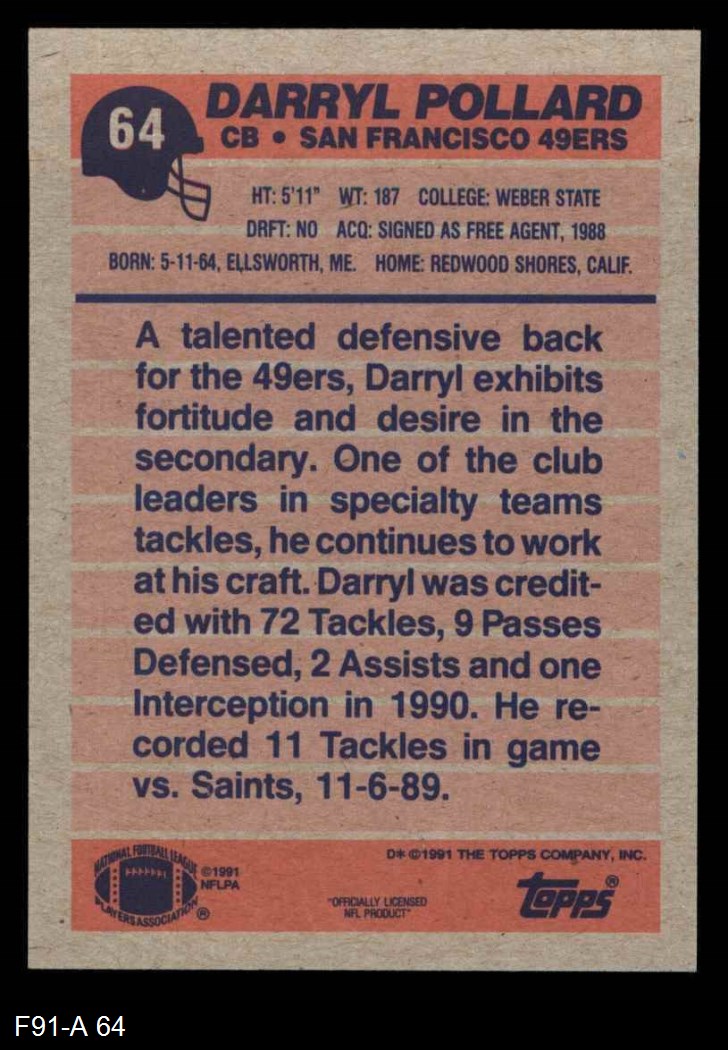 64
DARRYL POLLARD
CB • SAN FRANCISCO 49ERS
HT: 5'11" WT: 187 COLLEGE: WEBER STATE
DRFT: NO ACQ: SIGNED AS FREE AGENT, 1988
BORN: 5-11-64, ELLSWORTH, ME. HOME: REDWOOD SHORES, CALIF.
A talented defensive back
for the 49ers, Darryl exhibits
fortitude and desire in the
secondary. One of the club
leaders in specialty teams
tackles, he continues to work
at his craft. Darryl was credit-
ed with 72 Tackles, 9 Passes
Defensed, 2 Assists and one
Interception in 1990. He re-
corded 11 Tackles in game
vs. Saints, 11-6-89.
NATIONAL FOOTBALL LEAGUE
PLAYERS ASSOCIATION ®
©1991
NFLPA
"OFFICIALLY LICENSED
NFL PRODUCT"
D* ©1991 THE TOPPS COMPANY, INC.
topps®
F91-A 64